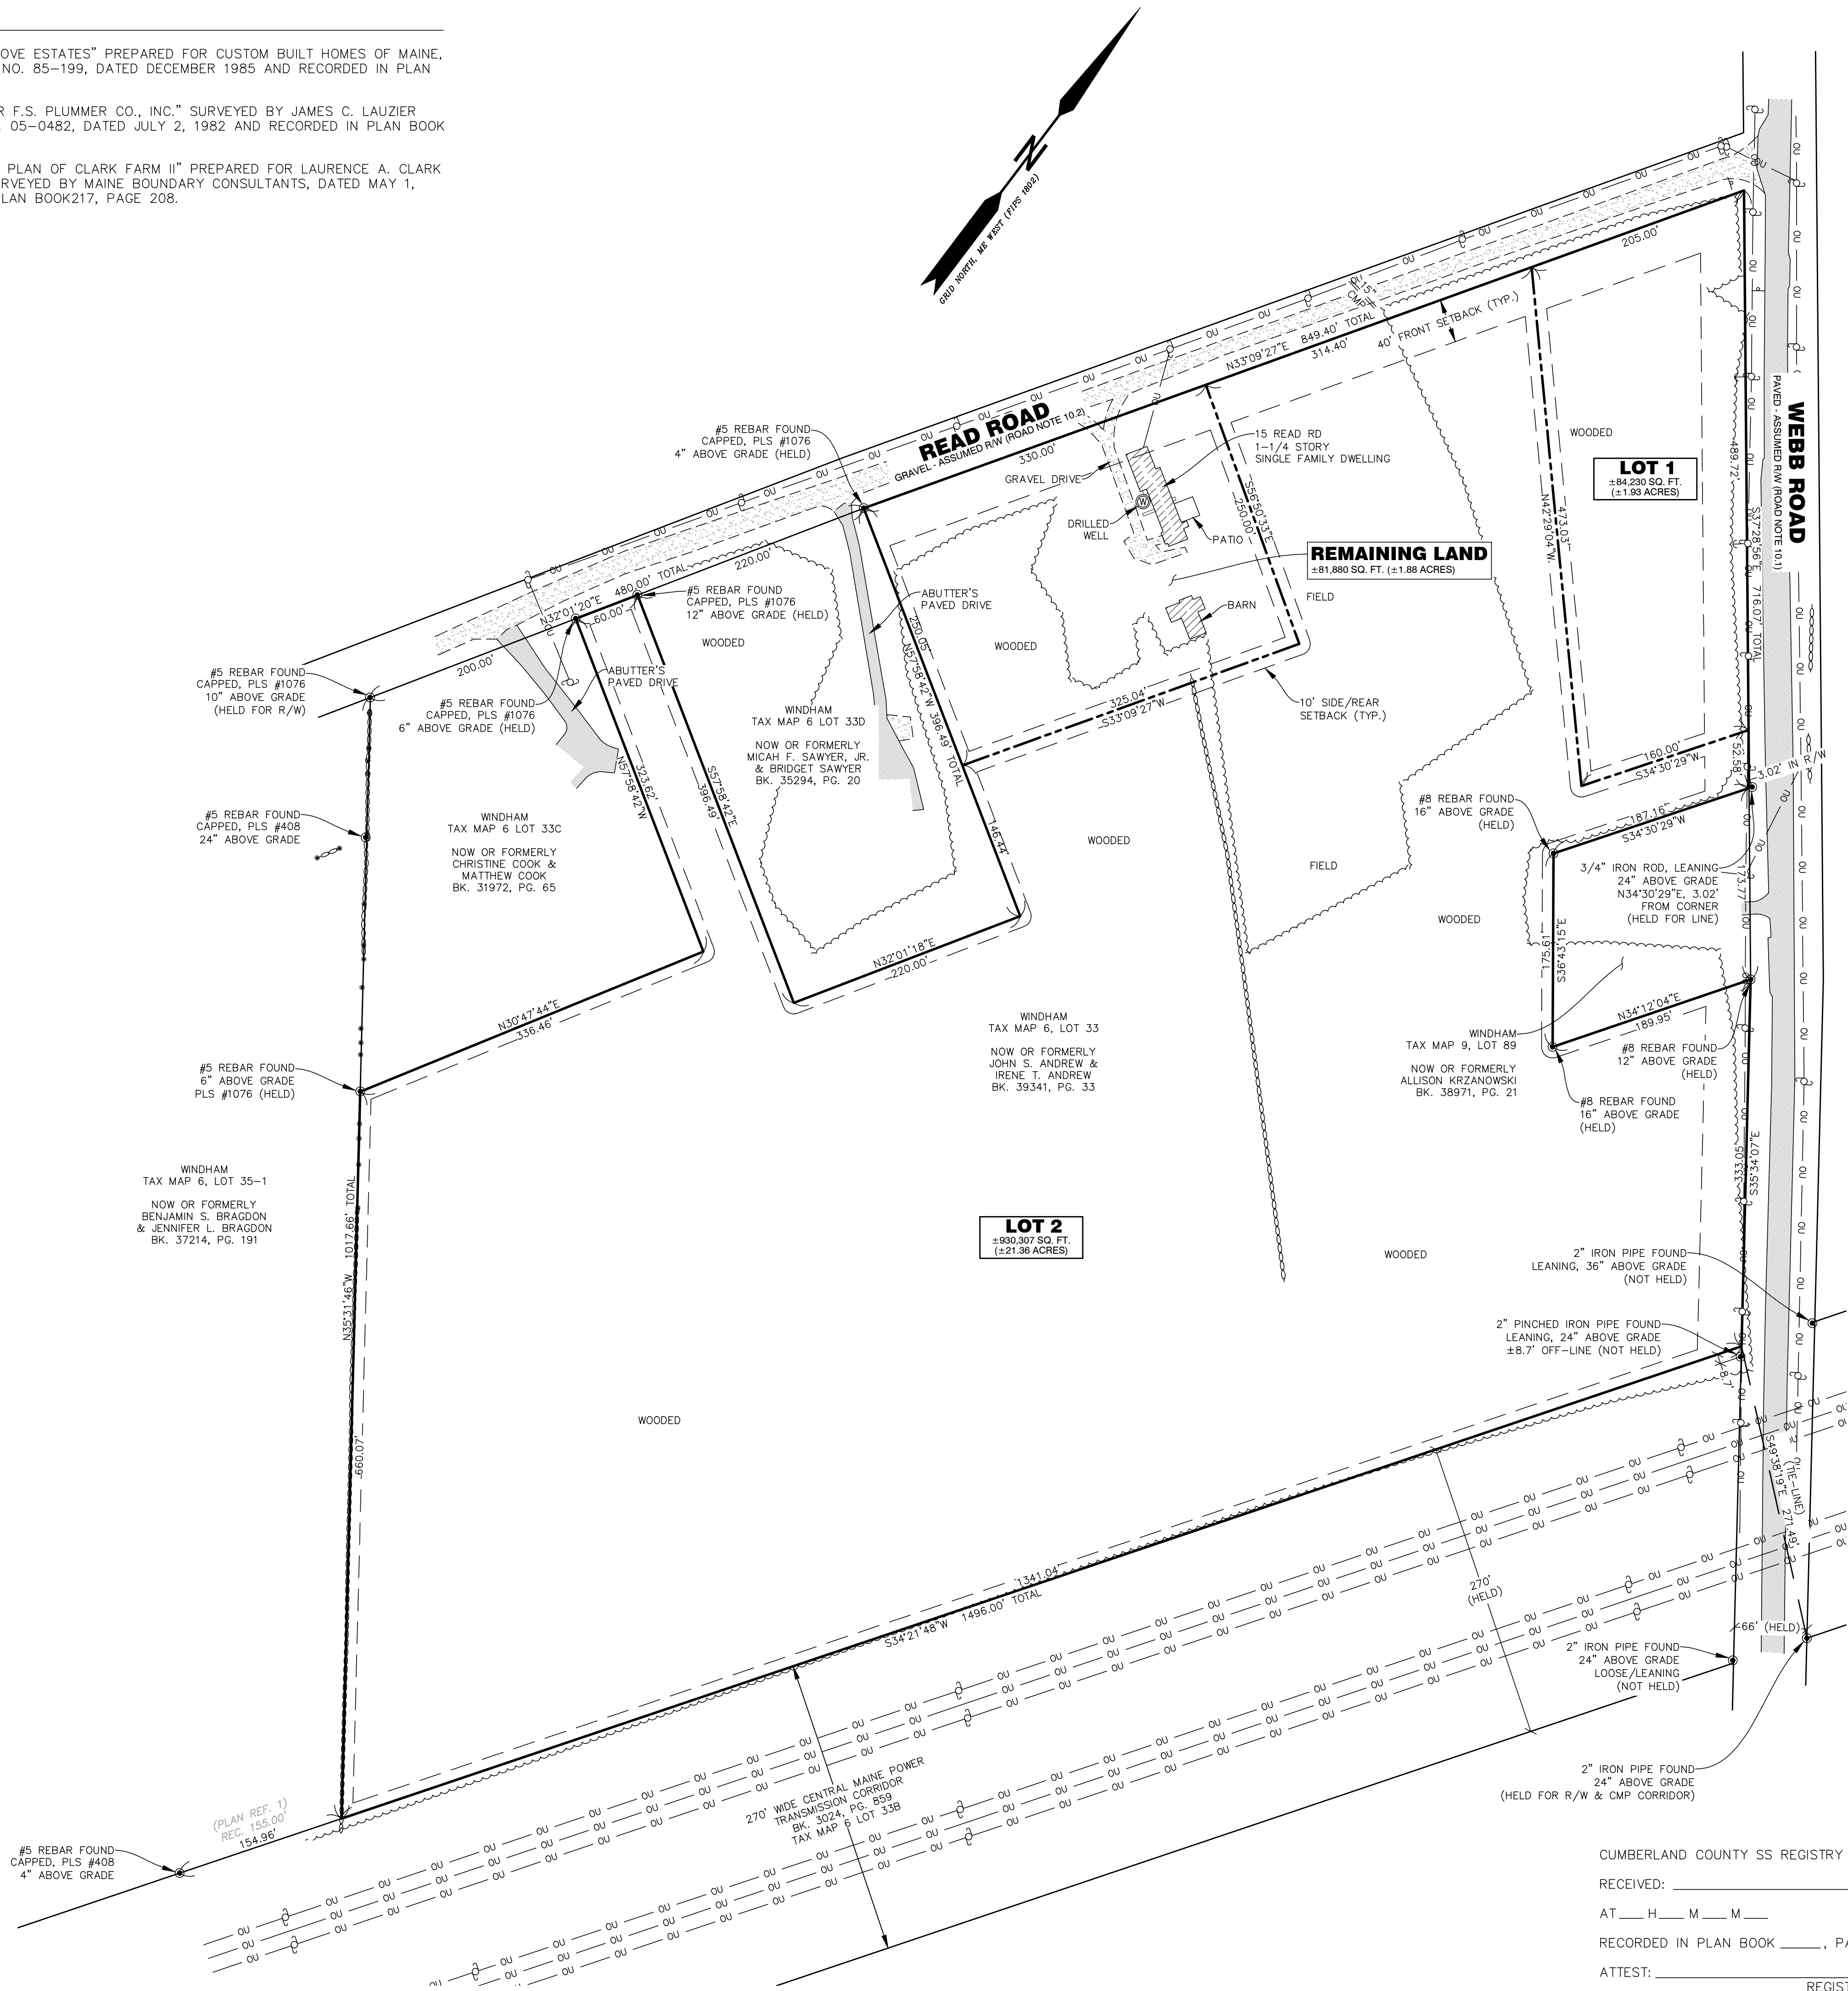 OVE ESTATES" PREPARED FOR CUSTOM BUILT HOMES OF MAINE,
NO. 85-199, DATED DECEMBER 1985 AND RECORDED IN PLAN
R F.S. PLUMMER CO., INC." SURVEYED BY JAMES C. LAUZIER
. 05-0482, DATED JULY 2, 1982 AND RECORDED IN PLAN BOOK
PLAN OF CLARK FARM II" PREPARED FOR LAURENCE A. CLARK
RVEYED BY MAINE BOUNDARY CONSULTANTS, DATED MAY 1,
LAN BOOK217, PAGE 208.
N
GRID NORTH, ME WEST (FIPS 1802)
READ ROAD
GRAVEL - ASSUMED R/W (ROAD NOTE 10.2)
N33°09'27"E 849.40' TOTAL
205.00'
314.40'
330.00'
40' FRONT SETBACK (TYP.)
15"
CMP
#5 REBAR FOUND
CAPPED, PLS #1076
4" ABOVE GRADE (HELD)
GRAVEL DRIVE
15 READ RD
1-1/4 STORY
SINGLE FAMILY DWELLING
W
DRILLED
WELL
PATIO
S56°50'33"E
250.00'
REMAINING LAND
±81,880 SQ. FT. (±1.88 ACRES)
FIELD
BARN
WOODED
LOT 1
±84,230 SQ. FT.
(±1.93 ACRES)
473.03'
N42°29'04"W
489.72'
S37°28'56"E 716.07' TOTAL
WEBB ROAD
PAVED - ASSUMED R/W (ROAD NOTE 10.1)
N32°01'20"E 480.00' TOTAL
220.00'
60.00'
200.00'
#5 REBAR FOUND
CAPPED, PLS #1076
12" ABOVE GRADE (HELD)
ABUTTER'S
PAVED DRIVE
WOODED
WOODED
250.05'
N57°58'42"W 396.49' TOTAL
#5 REBAR FOUND
CAPPED, PLS #1076
10" ABOVE GRADE
(HELD FOR R/W)
#5 REBAR FOUND
CAPPED, PLS #1076
6" ABOVE GRADE (HELD)
ABUTTER'S
PAVED DRIVE
WINDHAM
TAX MAP 6 LOT 33D
NOW OR FORMERLY
MICAH F. SAWYER, JR.
& BRIDGET SAWYER
BK. 35294, PG. 20
325.04'
S33°09'27"W
10' SIDE/REAR
SETBACK (TYP.)
160.00'
S34°30'29"W
52.58'
3.02' IN R/W
323.62'
N57°58'42"W
S57°58'42"E
396.49'
#5 REBAR FOUND
CAPPED, PLS #408
24" ABOVE GRADE
WINDHAM
TAX MAP 6 LOT 33C
NOW OR FORMERLY
CHRISTINE COOK &
MATTHEW COOK
BK. 31972, PG. 65
146.44'
WOODED
FIELD
#8 REBAR FOUND
16" ABOVE GRADE
(HELD)
187.16'
S34°30'29"W
3/4" IRON ROD, LEANING
24" ABOVE GRADE
N34°30'29"E, 3.02'
FROM CORNER
(HELD FOR LINE)
173.77'
WOODED
N32°01'18"E
220.00'
175.61'
S36°43'15"E
N34°12'04"E
189.95'
N30°47'44"E
336.46'
WINDHAM
TAX MAP 6, LOT 33
NOW OR FORMERLY
JOHN S. ANDREW &
IRENE T. ANDREW
BK. 39341, PG. 33
WINDHAM
TAX MAP 9, LOT 89
NOW OR FORMERLY
ALLISON KRZANOWSKI
BK. 38971, PG. 21
#8 REBAR FOUND
12" ABOVE GRADE
(HELD)
#8 REBAR FOUND
16" ABOVE GRADE
(HELD)
#5 REBAR FOUND
6" ABOVE GRADE
PLS #1076 (HELD)
333.05'
S35°34'07"E
WINDHAM
TAX MAP 6, LOT 35-1
NOW OR FORMERLY
BENJAMIN S. BRAGDON
& JENNIFER L. BRAGDON
BK. 37214, PG. 191
N35°31'46"W 1017.66' TOTAL
LOT 2
±930,307 SQ. FT.
(±21.36 ACRES)
WOODED
2" IRON PIPE FOUND
LEANING, 36" ABOVE GRADE
(NOT HELD)
2" PINCHED IRON PIPE FOUND
LEANING, 24" ABOVE GRADE
±8.7' OFF-LINE (NOT HELD)
8.7'
WOODED
660.07'
S49°38'19"E 271.49'
(TIE-LINE)
1341.04'
S34°21'48"W 1496.00' TOTAL
270'
(HELD)
66' (HELD)
2" IRON PIPE FOUND
24" ABOVE GRADE
LOOSE/LEANING
(NOT HELD)
2" IRON PIPE FOUND
24" ABOVE GRADE
(HELD FOR R/W & CMP CORRIDOR)
270' WIDE CENTRAL MAINE POWER
TRANSMISSION CORRIDOR
BK. 3024, PG. 859
TAX MAP 6 LOT 33B
(PLAN REF. 1)
REC. 155.00'
154.96'
#5 REBAR FOUND
CAPPED, PLS #408
4" ABOVE GRADE
CUMBERLAND COUNTY SS REGISTRY
RECEIVED:
AT ___ H ___ M ___ M ___
RECORDED IN PLAN BOOK _____, PA
ATTEST:
REGIST